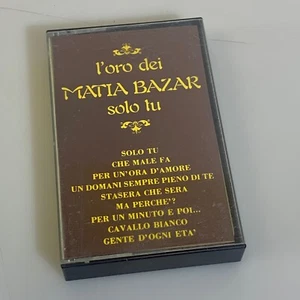 l'oro dei
MATIA BAZAR
solo tu
SOLO TU
CHE MALE FA
PER UN'ORA D'AMORE
UN DOMANI SEMPRE PIENO DI TE
STASERA CHE SERA
MA PERCHE'?
PER UN MINUTO E POI...
CAVALLO BIANCO
GENTE D'OGNI ETA'